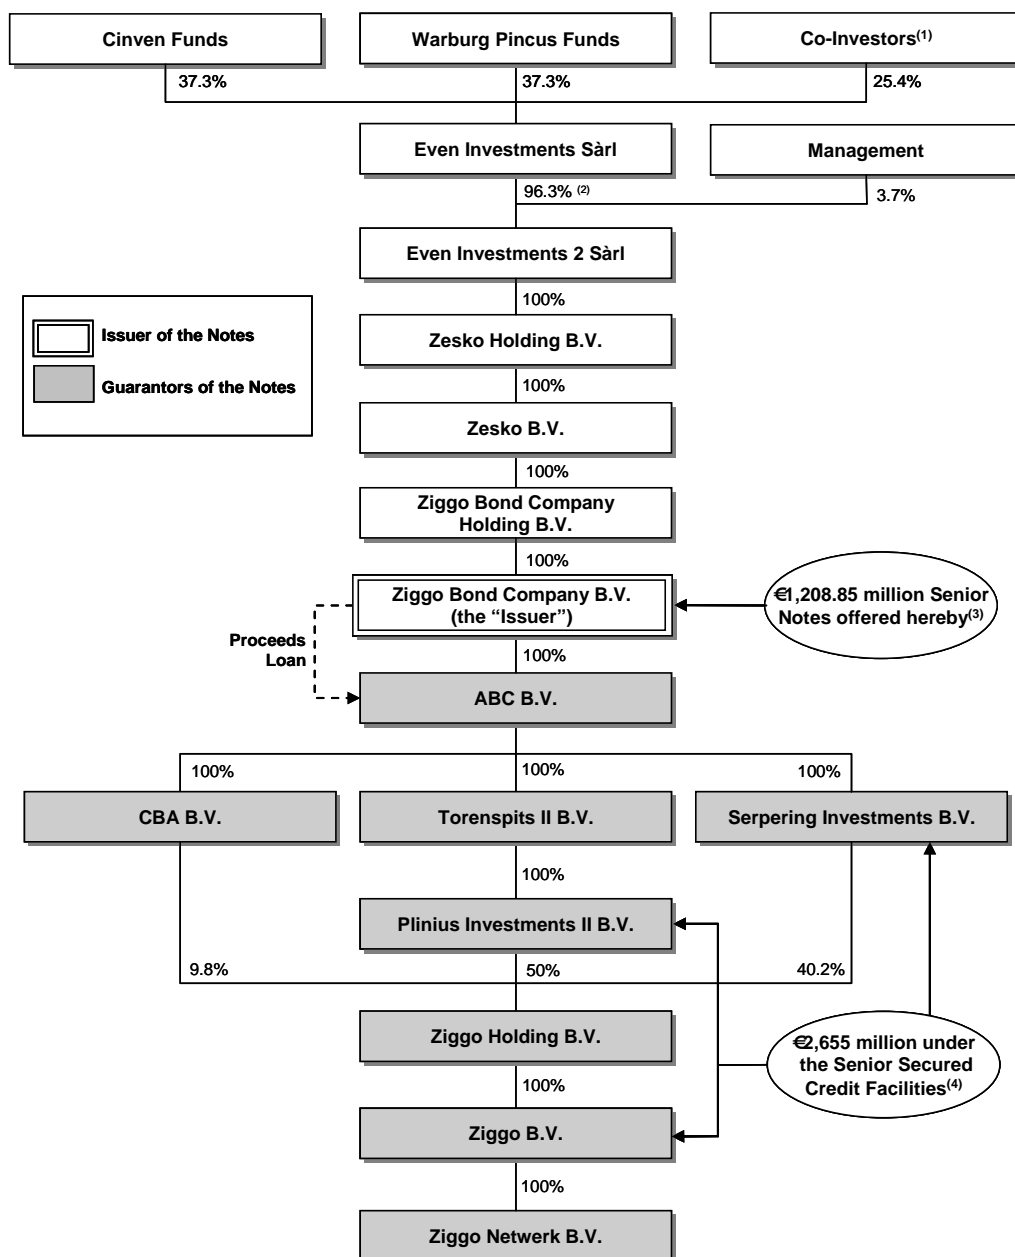 Cinven Funds
Warburg Pincus Funds
Co-Investors(1)
37.3%
37.3%
25.4%
Even Investments Sàrl
Management
96.3% (2)
3.7%
Even Investments 2 Sàrl
100%
Issuer of the Notes
Guarantors of the Notes
Zesko Holding B.V.
100%
Zesko B.V.
100%
Ziggo Bond Company
Holding B.V.
100%
Ziggo Bond Company B.V.
(the “Issuer”)
€1,208.85 million Senior
Notes offered hereby(3)
Proceeds
Loan
100%
ABC B.V.
100%
100%
100%
CBA B.V.
Torenspits II B.V.
Serpering Investments B.V.
100%
Plinius Investments II B.V.
9.8%
50%
40.2%
Ziggo Holding B.V.
€2,655 million under
the Senior Secured
Credit Facilities(4)
100%
Ziggo B.V.
100%
Ziggo Netwerk B.V.